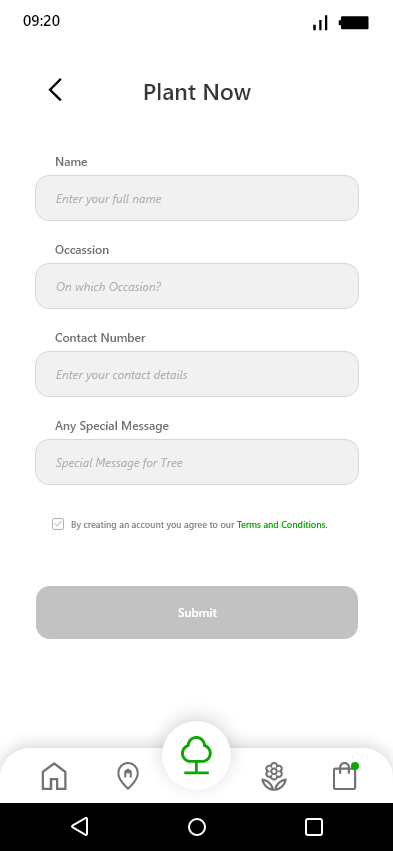 09:20
Plant Now
Name
Enter your full name
Occassion
On which Occasion?
Contact Number
Enter your contact details
Any Special Message
Special Message for Tree
By creating an account you agree to our Terms and Conditions.
Submit